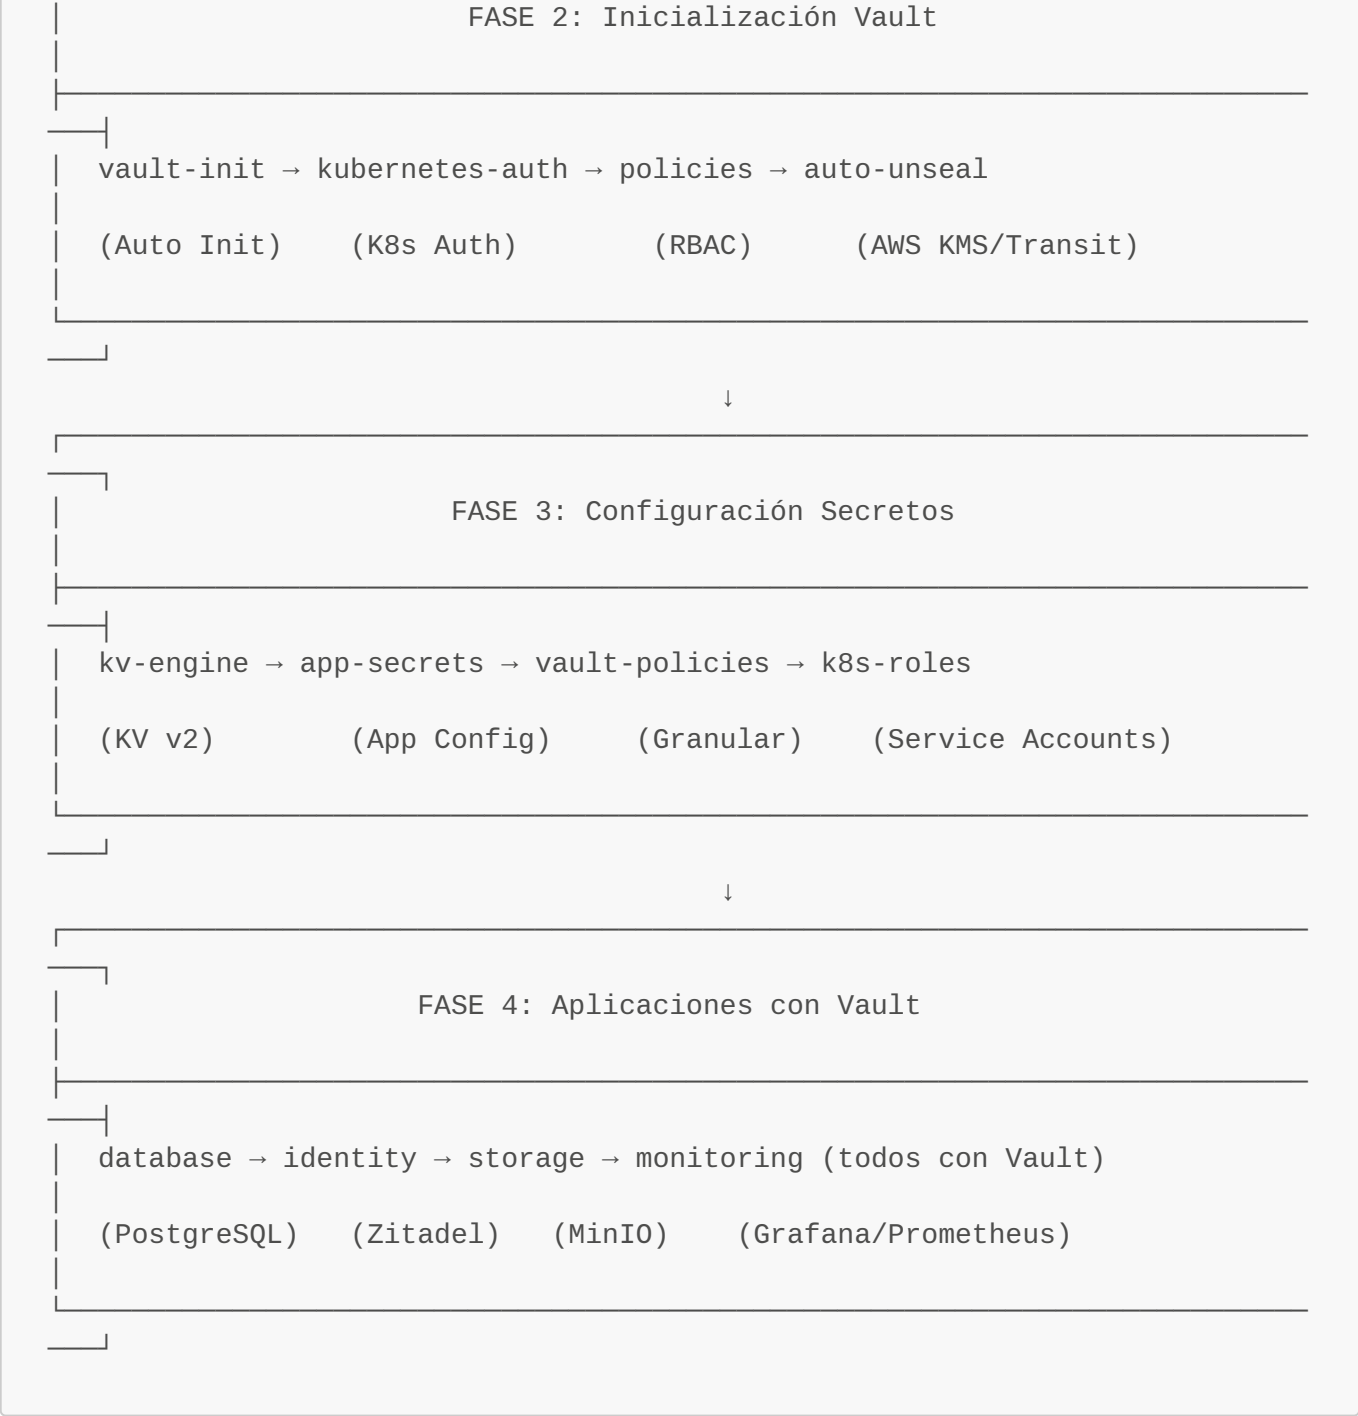 FASE 2: Inicialización Vault
vault-init → kubernetes-auth → policies → auto-unseal
(Auto Init) (K8s Auth) (RBAC) (AWS KMS/Transit)
↓
FASE 3: Configuración Secretos
kv-engine → app-secrets → vault-policies → k8s-roles
(KV v2) (App Config) (Granular) (Service Accounts)
↓
FASE 4: Aplicaciones con Vault
database → identity → storage → monitoring (todos con Vault)
(PostgreSQL) (Zitadel) (MinIO) (Grafana/Prometheus)